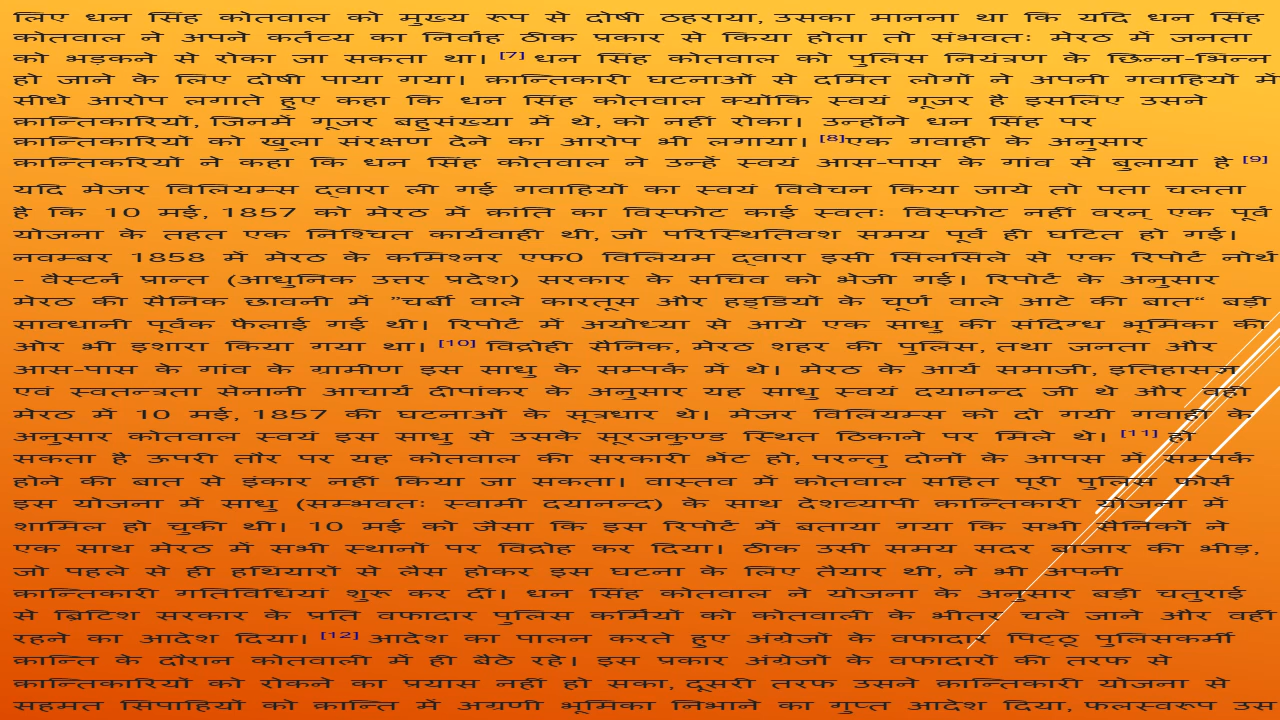 लिए धन सिंह कोतवाल को मुख्य रूप से दोषी ठहराया, उसका मानना था कि यदि धन सिंह
कोतवाल ने अपने कर्तव्य का निर्वाह ठीक प्रकार से किया होता तो संभवतः मेरठ में जनता
को भड़कने से रोका जा सकता था। [7] धन सिंह कोतवाल को पुलिस नियंत्रण के छिन्न-भिन्न
हो जाने के लिए दोषी पाया गया। क्रान्तिकारी घटनाओं से दमित लोगों ने अपनी गवाहियों में
सीधे आरोप लगाते हुए कहा कि धन सिंह कोतवाल क्योंकि स्वयं गूजर है इसलिए उसने
क्रान्तिकारियों, जिनमें गूजर बहुसंख्या में थे, को नहीं रोका। उन्होंने धन सिंह पर
क्रान्तिकारियों को खुला संरक्षण देने का आरोप भी लगाया। [8]एक गवाही के अनुसार
क्रान्तिकरियों ने कहा कि धन सिंह कोतवाल ने उन्हें स्वयं आस-पास के गांव से बुलाया है [9]
यदि मेजर विलियम्स द्वारा ली गई गवाहियों का स्वयं विवेचन किया जाये तो पता चलता
है कि 10 मई, 1857 को मेरठ में क्रांति का विस्फोट काई स्वतः विस्फोट नहीं वरन् एक पूर्व
योजना के तहत एक निश्चित कार्यवाही थी, जो परिस्थितिवश समय पूर्व ही घटित हो गई।
नवम्बर 1858 में मेरठ के कमिश्नर एफ0 विलियम द्वारा इसी सिलसिले से एक रिपोर्ट नोर्थ
- वैस्टर्न प्रान्त (आधुनिक उत्तर प्रदेश) सरकार के सचिव को भेजी गई। रिपोर्ट के अनुसार
मेरठ की सैनिक छावनी में ”चर्बी वाले कारतूस और हड्डियों के चूर्ण वाले आटे की बात“ बड़ी
सावधानी पूर्वक फैलाई गई थी। रिपोर्ट में अयोध्या से आये एक साधु की संदिग्ध भूमिका की
ओर भी इशारा किया गया था। [10] विद्रोही सैनिक, मेरठ शहर की पुलिस, तथा जनता और
आस-पास के गांव के ग्रामीण इस साधु के सम्पर्क में थे। मेरठ के आर्य समाजी, इतिहासज्ञ
एवं स्वतन्त्रता सेनानी आचार्य दीपांकर के अनुसार यह साधु स्वयं दयानन्द जी थे और वही
मेरठ में 10 मई, 1857 की घटनाओं के सूत्रधार थे। मेजर विलियम्स को दो गयी गवाही के
अनुसार कोतवाल स्वयं इस साधु से उसके सूरजकुण्ड स्थित ठिकाने पर मिले थे। [11] हो
सकता है ऊपरी तौर पर यह कोतवाल की सरकारी भेंट हो, परन्तु दोनों के आपस में सम्पर्क
होने की बात से इंकार नहीं किया जा सकता। वास्तव में कोतवाल सहित पूरी पुलिस फोर्स
इस योजना में साधु (सम्भवतः स्वामी दयानन्द) के साथ देशव्यापी क्रान्तिकारी योजना में
शामिल हो चुकी थी। 10 मई को जैसा कि इस रिपोर्ट में बताया गया कि सभी सैनिकों ने
एक साथ मेरठ में सभी स्थानों पर विद्रोह कर दिया। ठीक उसी समय सदर बाजार की भीड़,
जो पहले से ही हथियारों से लैस होकर इस घटना के लिए तैयार थी, ने भी अपनी
क्रान्तिकारी गतिविधियां शुरू कर दीं। धन सिंह कोतवाल ने योजना के अनुसार बड़ी चतुराई
से ब्रिटिश सरकार के प्रति वफादार पुलिस कर्मियों को कोतवाली के भीतर चले जाने और वहीं
रहने का आदेश दिया। [12] आदेश का पालन करते हुए अंग्रेजों के वफादार पिट्ठू पुलिसकर्मी
क्रान्ति के दौरान कोतवाली में ही बैठे रहे। इस प्रकार अंग्रेजों के वफादारों की तरफ से
क्रान्तिकारियों को रोकने का प्रयास नहीं हो सका, दूसरी तरफ उसने क्रान्तिकारी योजना से
सहमत सिपाहियों को क्रान्ति में अग्रणी भूमिका निभाने का गुप्त आदेश दिया, फलस्वरूप उस